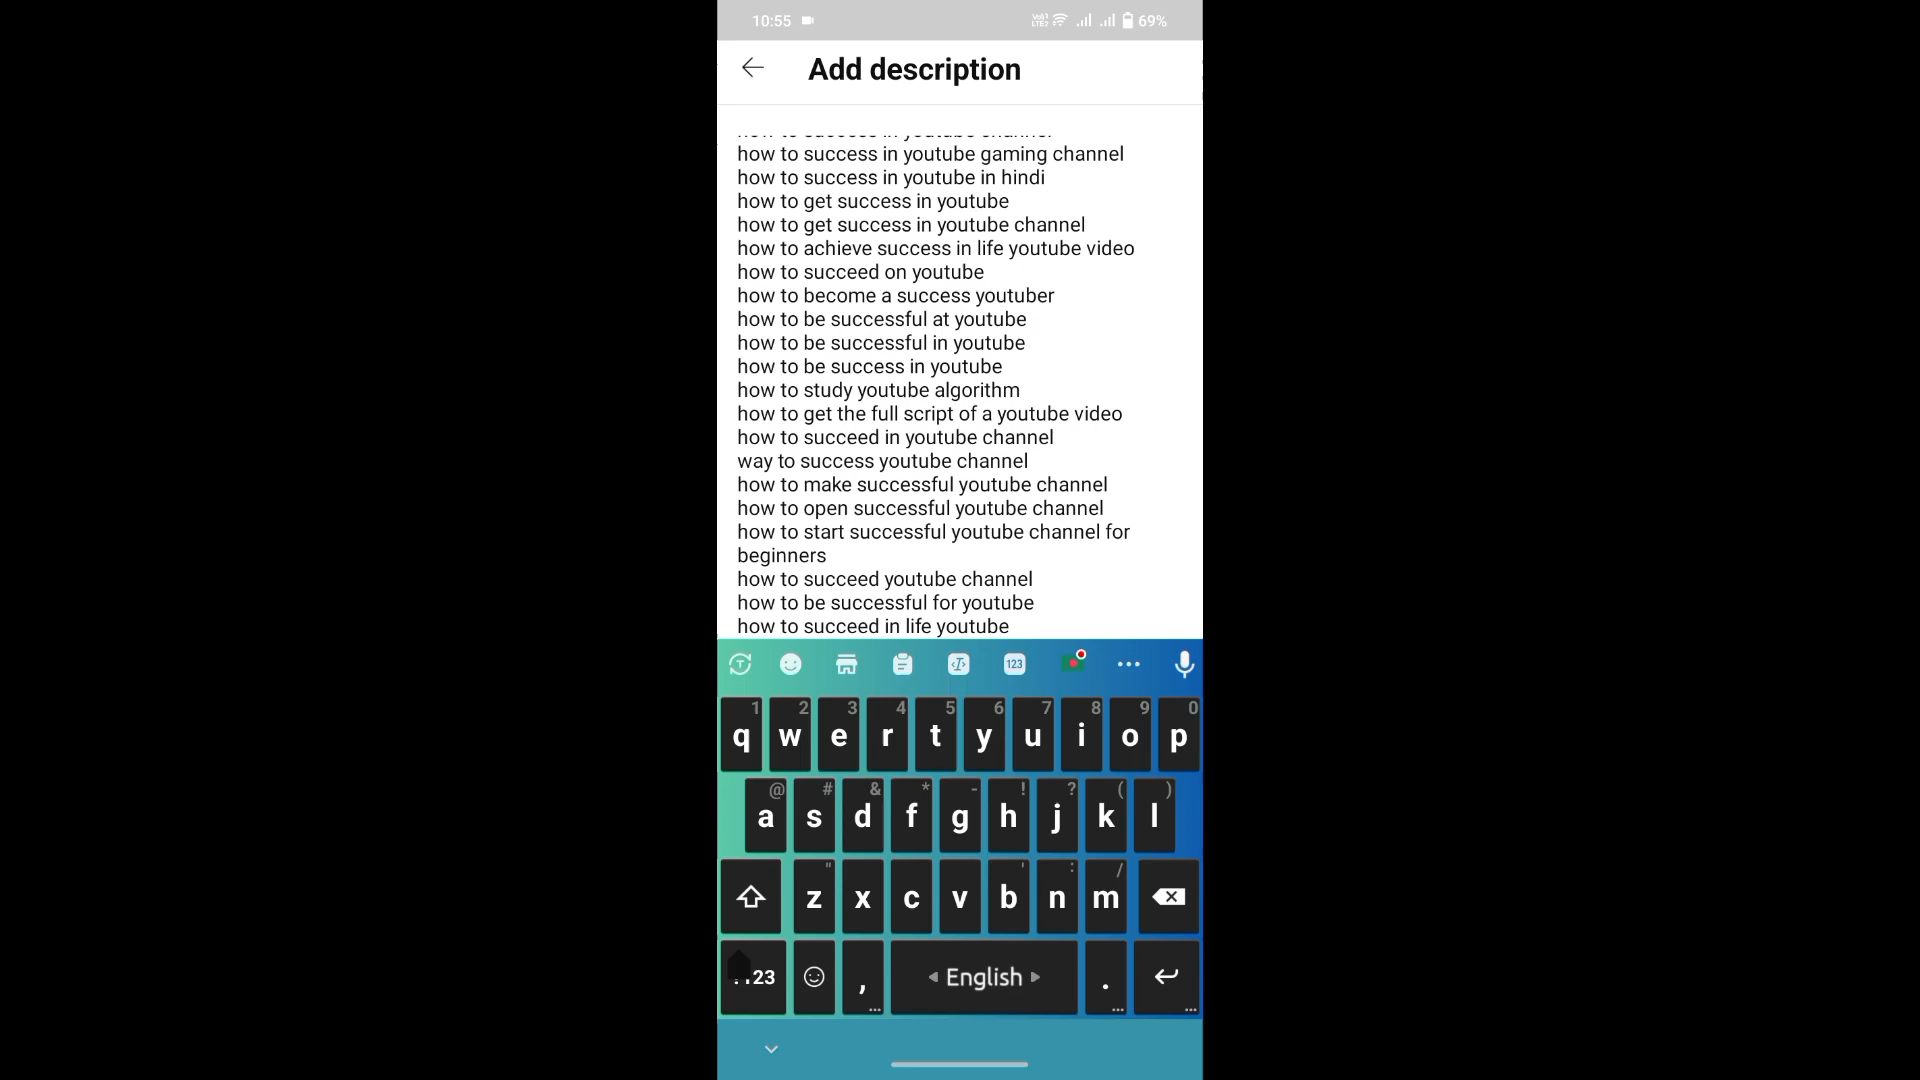 10:55
69%
Add description
how to success in youtube channel
how to success in youtube gaming channel
how to success in youtube in hindi
how to get success in youtube
how to get success in youtube channel
how to achieve success in life youtube video
how to succeed on youtube
how to become a success youtuber
how to be successful at youtube
how to be successful in youtube
how to be success in youtube
how to study youtube algorithm
how to get the full script of a youtube video
how to succeed in youtube channel
way to success youtube channel
how to make successful youtube channel
how to open successful youtube channel
how to start successful youtube channel for
beginners
how to succeed youtube channel
how to be successful for youtube
how to succeed in life youtube
123
1 2 3 4 5 6 7 8 9 0
q w e r t y u i o p
@ # & * - ! ? ( )
a s d f g h j k l
" ' : /
z x c v b n m
123 , English .